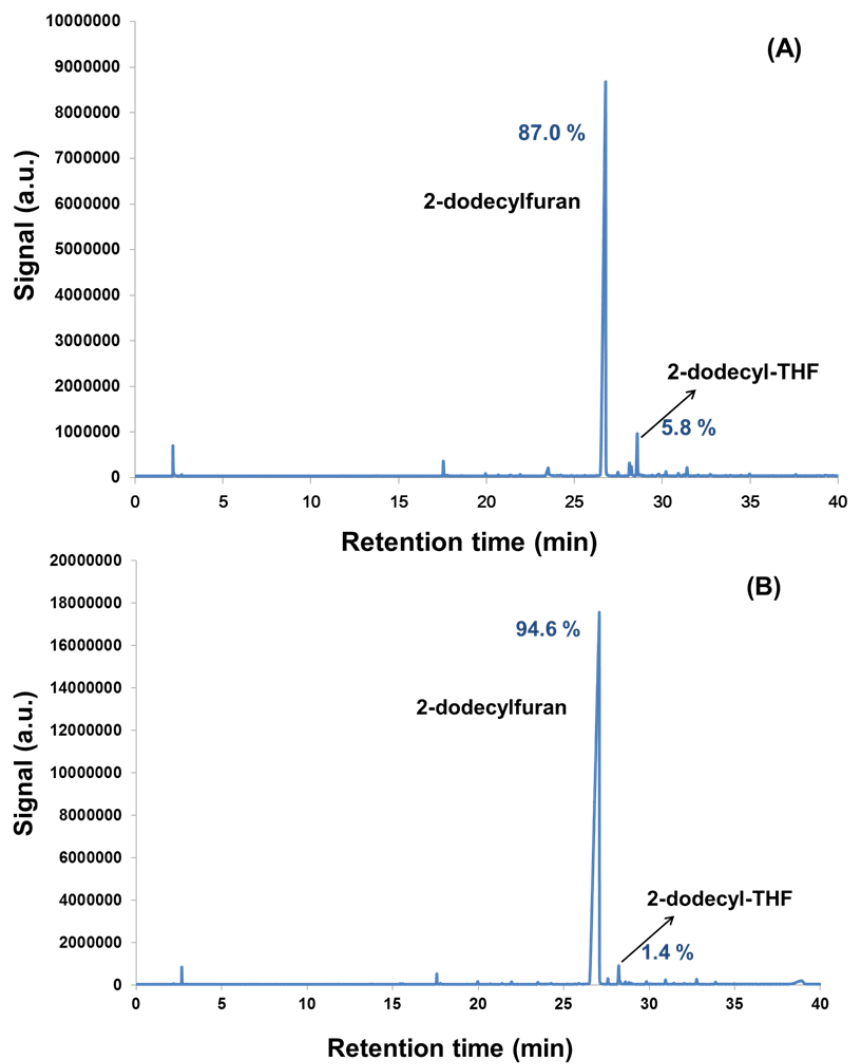 10000000
(A)
9000000
87.0 %
8000000
7000000
2-dodecylfuran
6000000
Signal (a.u.)
5000000
4000000
3000000
2-dodecyl-THF
2000000
5.8 %
1000000
0
0 5 10 15 20 25 30 35 40
Retention time (min)
20000000
(B)
18000000
94.6 %
16000000
14000000
2-dodecylfuran
12000000
Signal (a.u.)
10000000
8000000
6000000
4000000
2-dodecyl-THF
2000000
1.4 %
0
0 5 10 15 20 25 30 35 40
Retention time (min)